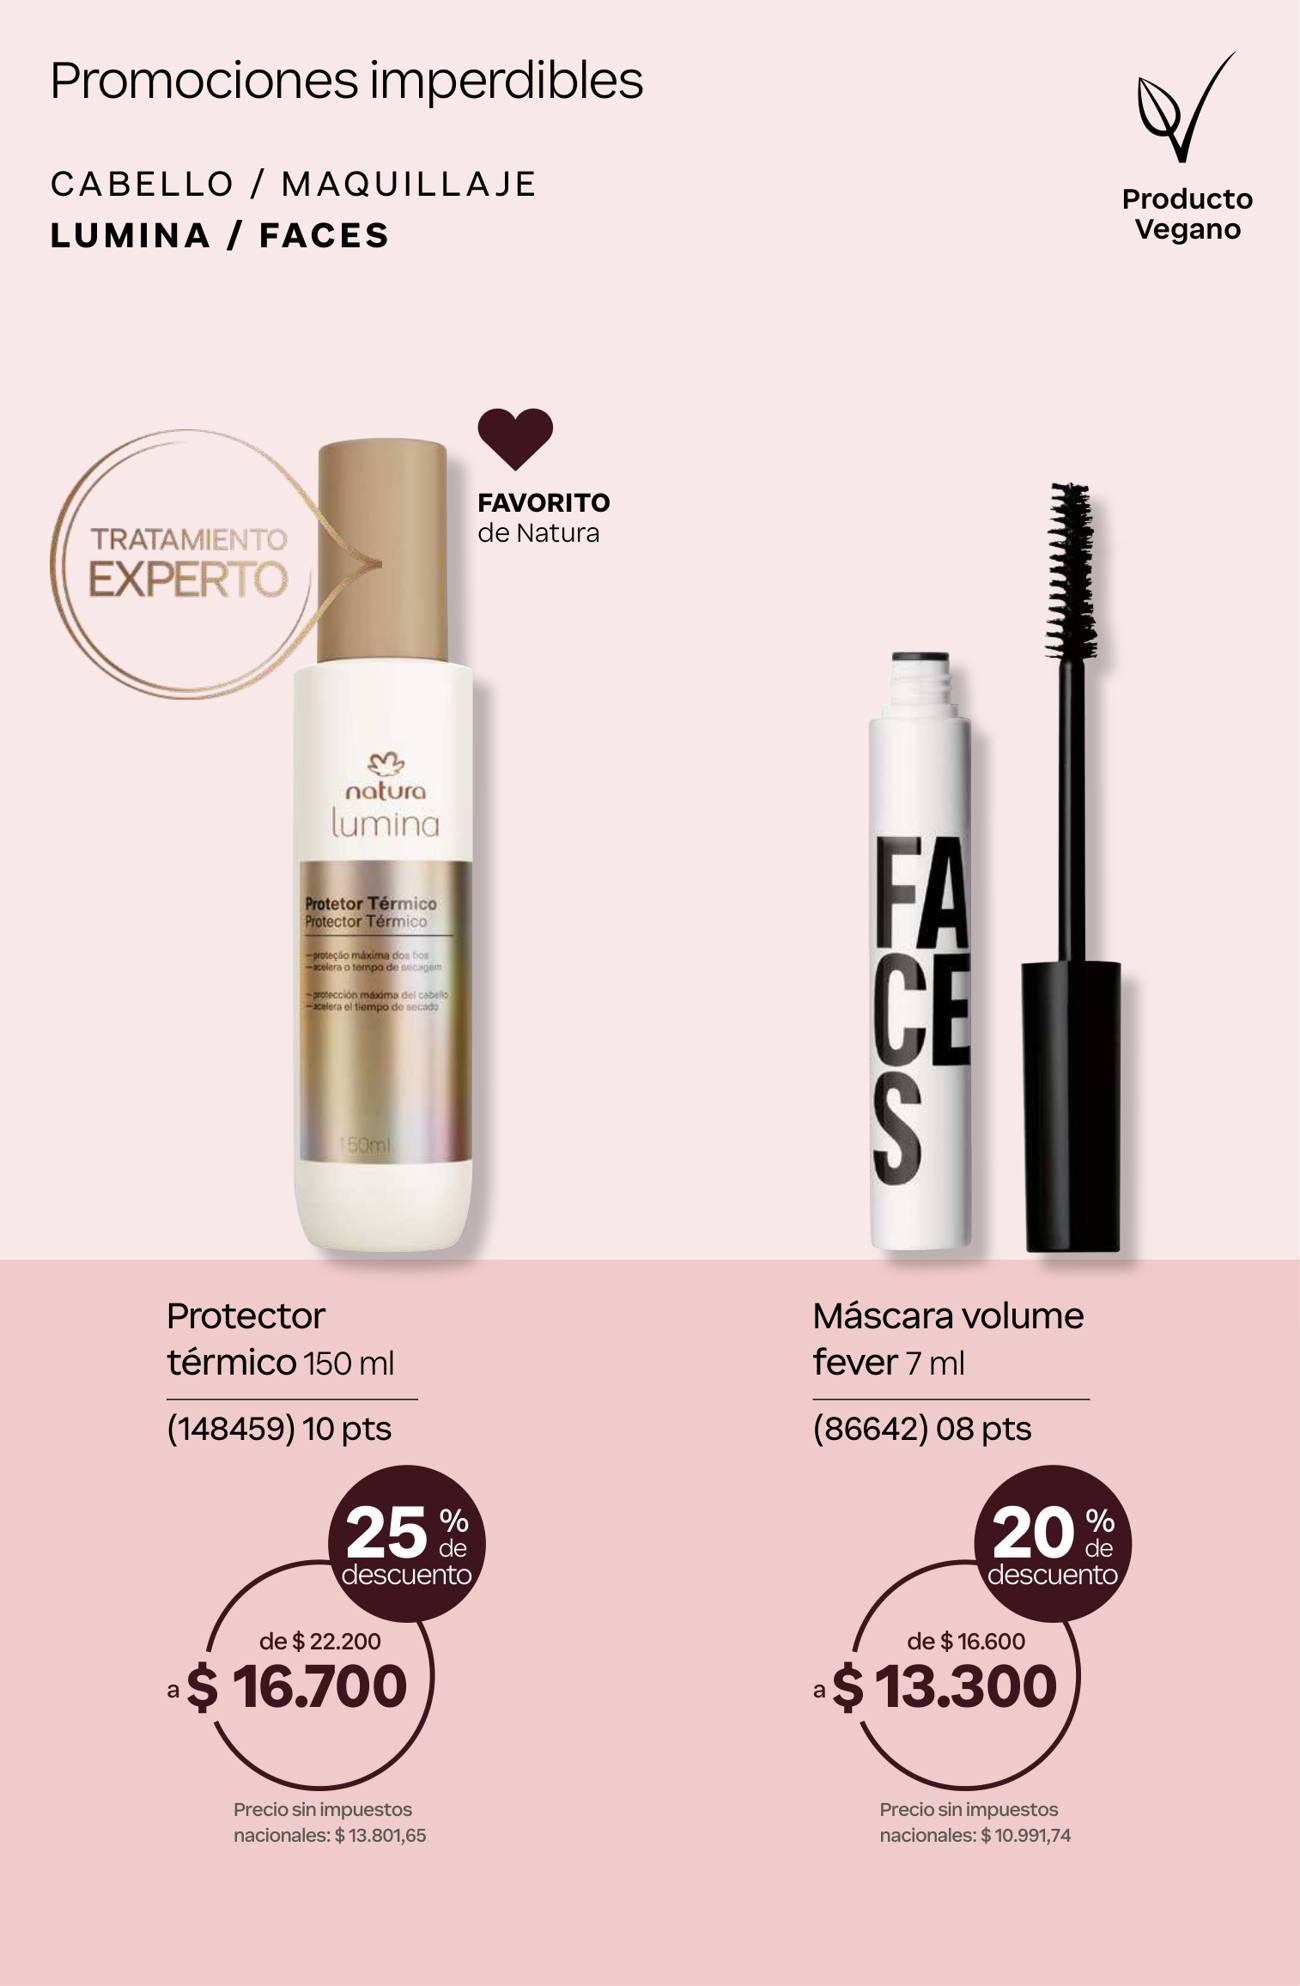 Promociones imperdibles
CABELLO / MAQUILLAJE
LUMINA / FACES
Producto
Vegano
TRATAMIENTO
EXPERTO
FAVORITO
de Natura
natura
lumina
Protetor Térmico
Protector Térmico
—proteção máxima dos fios
—acelera o tempo de secagem
—protección máxima del cabello
—acelera el tiempo de secado
150ml
FA
CE
S
Protector
térmico 150 ml
(148459) 10 pts
25 % de
descuento
de $ 22.200
a $ 16.700
Precio sin impuestos
nacionales: $ 13.801,65
Máscara volume
fever 7 ml
(86642) 08 pts
20 % de
descuento
de $ 16.600
a $ 13.300
Precio sin impuestos
nacionales: $ 10.991,74